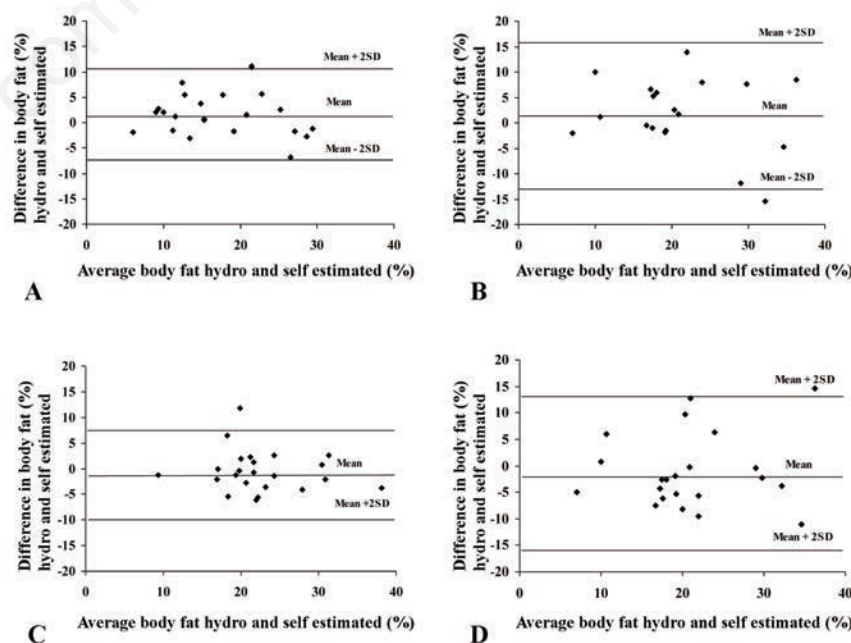 20
15
10
5
0
-5
-10
-15
-20
Mean + 2SD
Mean
Mean - 2SD
0
10
20
30
40
Difference in body fat (%)
hydro and self estimated
Average body fat hydro and self estimated (%)
A
20
15
10
5
0
-5
-10
-15
-20
Mean + 2SD
Mean
Mean - 2SD
0
10
20
30
40
Difference in body fat (%)
hydro and self estimated
Average body fat hydro and self estimated (%)
B
20
15
10
5
0
-5
-10
-15
-20
Mean
Mean +2SD
0
10
20
30
40
Difference in body fat (%)
hydro and self estimated
Average body fat hydro and self estimated (%)
C
20
15
10
5
0
-5
-10
-15
-20
Mean + 2SD
Mean
Mean + 2SD
0
10
20
30
40
Difference in body fat (%)
hydro and self estimated
Average body fat hydro and self estimated (%)
D